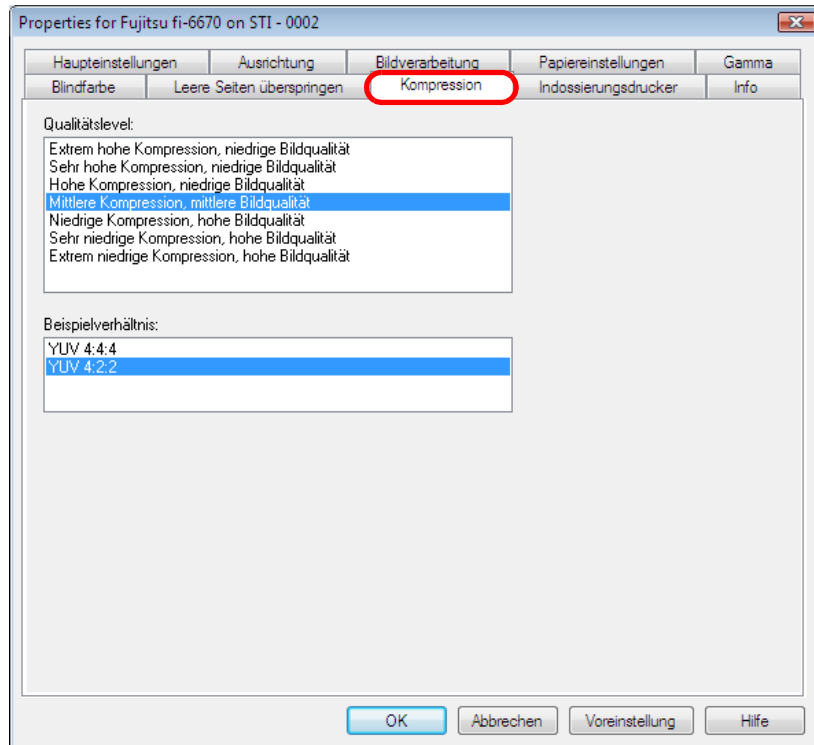 Properties for Fujitsu fi-6670 on STI - 0002
Haupteinstellungen Ausrichtung Bildverarbeitung Papiereinstellungen Gamma
Blindfarbe Leere Seiten überspringen Kompression Indossierungsdrucker Info
Qualitätslevel:
Extrem hohe Kompression, niedrige Bildqualität
Sehr hohe Kompression, niedrige Bildqualität
Hohe Kompression, niedrige Bildqualität
Mittlere Kompression, mittlere Bildqualität
Niedrige Kompression, hohe Bildqualität
Sehr niedrige Kompression, hohe Bildqualität
Extrem niedrige Kompression, hohe Bildqualität
Beispielverhältnis:
YUV 4:4:4
YUV 4:2:2
OK Abbrechen Voreinstellung Hilfe